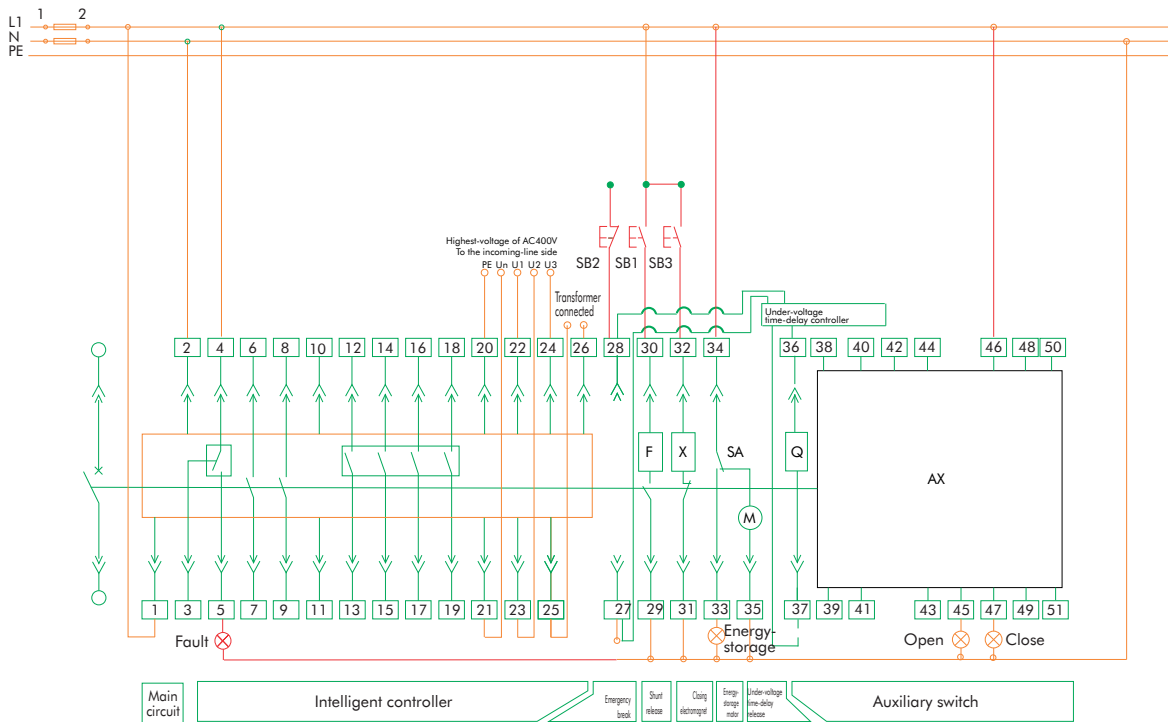 L1 1 2
N
PE
Highest-voltage of AC400V
To the incoming-line side
PE Un U1 U2 U3
SB2 SB1 SB3
Transformer
connected
Under-voltage
time-delay controller
2 4 6 8 10 12 14 16 18 20 22 24 26 28 30 32 34 36 38 40 42 44 46 48 50
F X SA Q
AX
M
1 3 5 7 9 11 13 15 17 19 21 23 25 27 29 31 33 35 37 39 41 43 45 47 49 51
Fault
Energy-
storage
Open
Close
Main
circuit
Intelligent controller
Emergency
break
Shunt
release
Closing
electromagnet
Energy-
storage
motor
Under-voltage
time-delay
release
Auxiliary switch